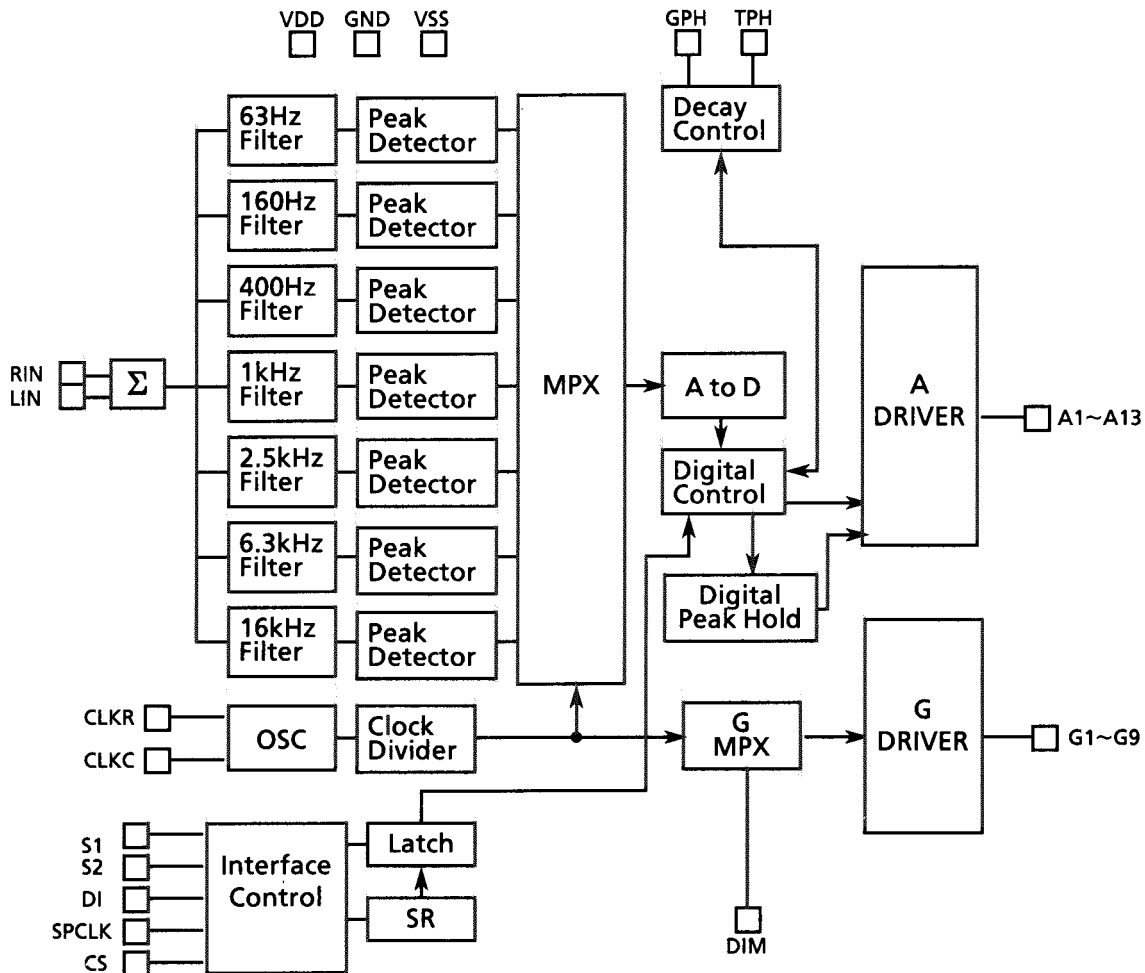 VDD GND VSS
GPH TPH
63Hz
Filter
Peak
Detector
Decay
Control
160Hz
Filter
Peak
Detector
400Hz
Filter
Peak
Detector
RIN
LIN
Σ
1kHz
Filter
Peak
Detector
MPX
A to D
A
DRIVER
A1~A13
2.5kHz
Filter
Peak
Detector
Digital
Control
6.3kHz
Filter
Peak
Detector
Digital
Peak Hold
16kHz
Filter
Peak
Detector
CLKR
CLKC
OSC
Clock
Divider
G
MPX
G
DRIVER
G1~G9
S1
S2
DI
SPCLK
CS
Interface
Control
Latch
SR
DIM